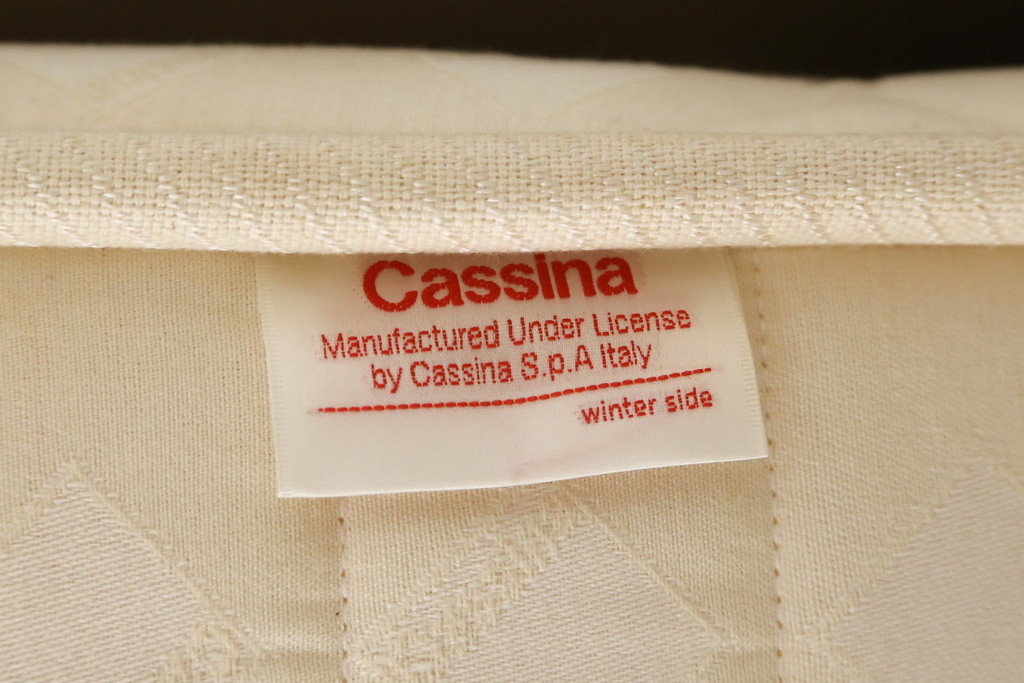 Cassina
Manufactured Under License
by Cassina S.p.A Italy
winter side